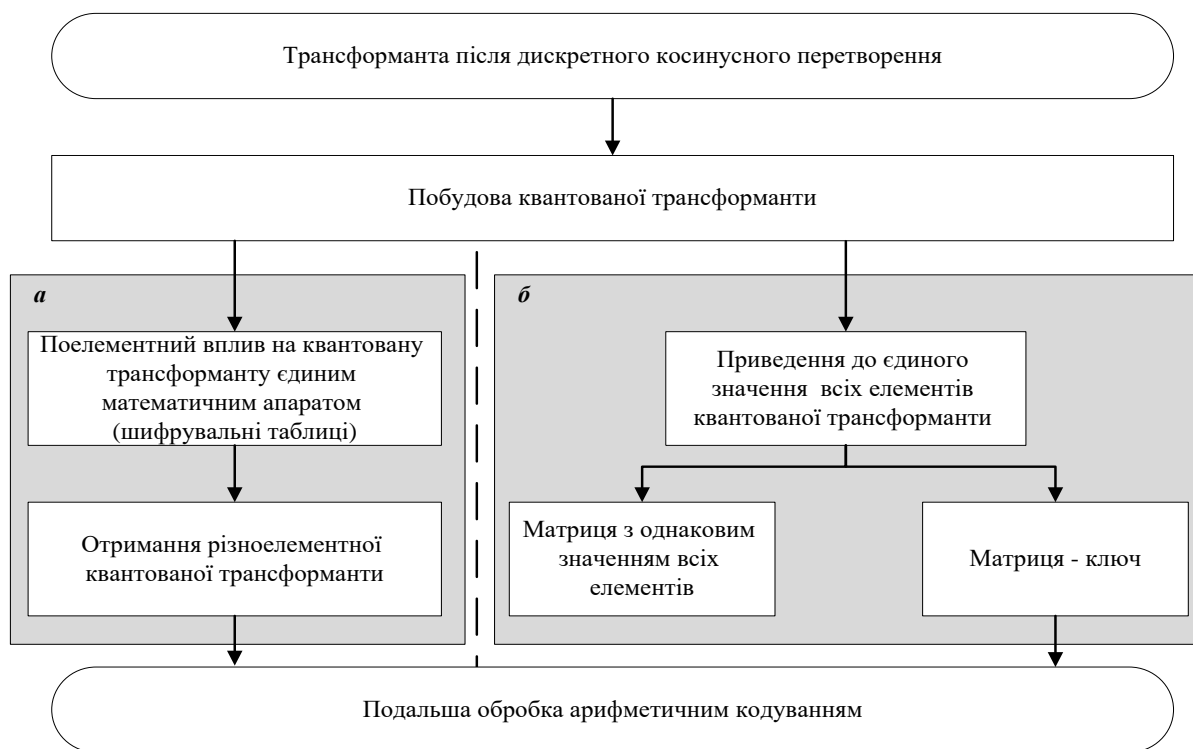 Трансформанта після дискретного косинусного перетворення
Побудова квантованої трансформанти
а
Поелементний вплив на квантовану
трансформанту єдиним
математичним апаратом
(шифрувальні таблиці)
Отримання різноелементної
квантованої трансформанти
б
Приведення до єдиного
значення всіх елементів
квантованої трансформанти
Матриця з однаковим
значенням всіх
елементів
Матриця - ключ
Подальша обробка арифметичним кодуванням